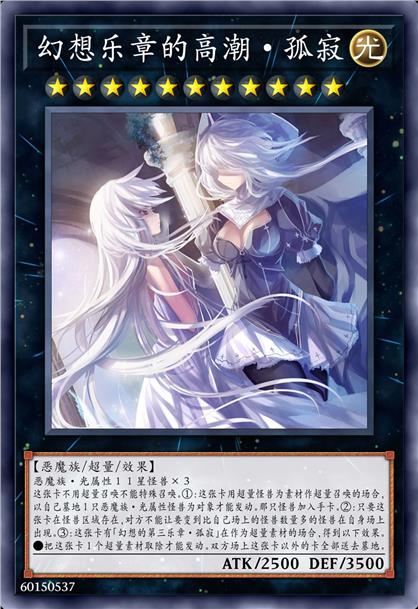 幻想乐章的高潮·孤寂
光
【恶魔族/超量/效果】
恶魔族·光属性11星怪兽×3
这张卡不用超量召唤不能特殊召唤。①:这张卡用超量怪兽为素材作超量召唤的场合,
以自己墓地1只恶魔族·光属性怪兽为对象才能发动。那只怪兽加入手卡。②:只要这
张卡在怪兽区域存在,对方不能让要变到比自己场上的怪兽数量多的怪兽在自身场上
出现。③:这张卡有「幻想的第三乐章·孤寂」在作为超量素材的场合,得到以下效果。
●把这张卡1个超量素材取除才能发动。双方场上这张卡以外的卡全部送去墓地。
ATK/2500 DEF/3500
60150537